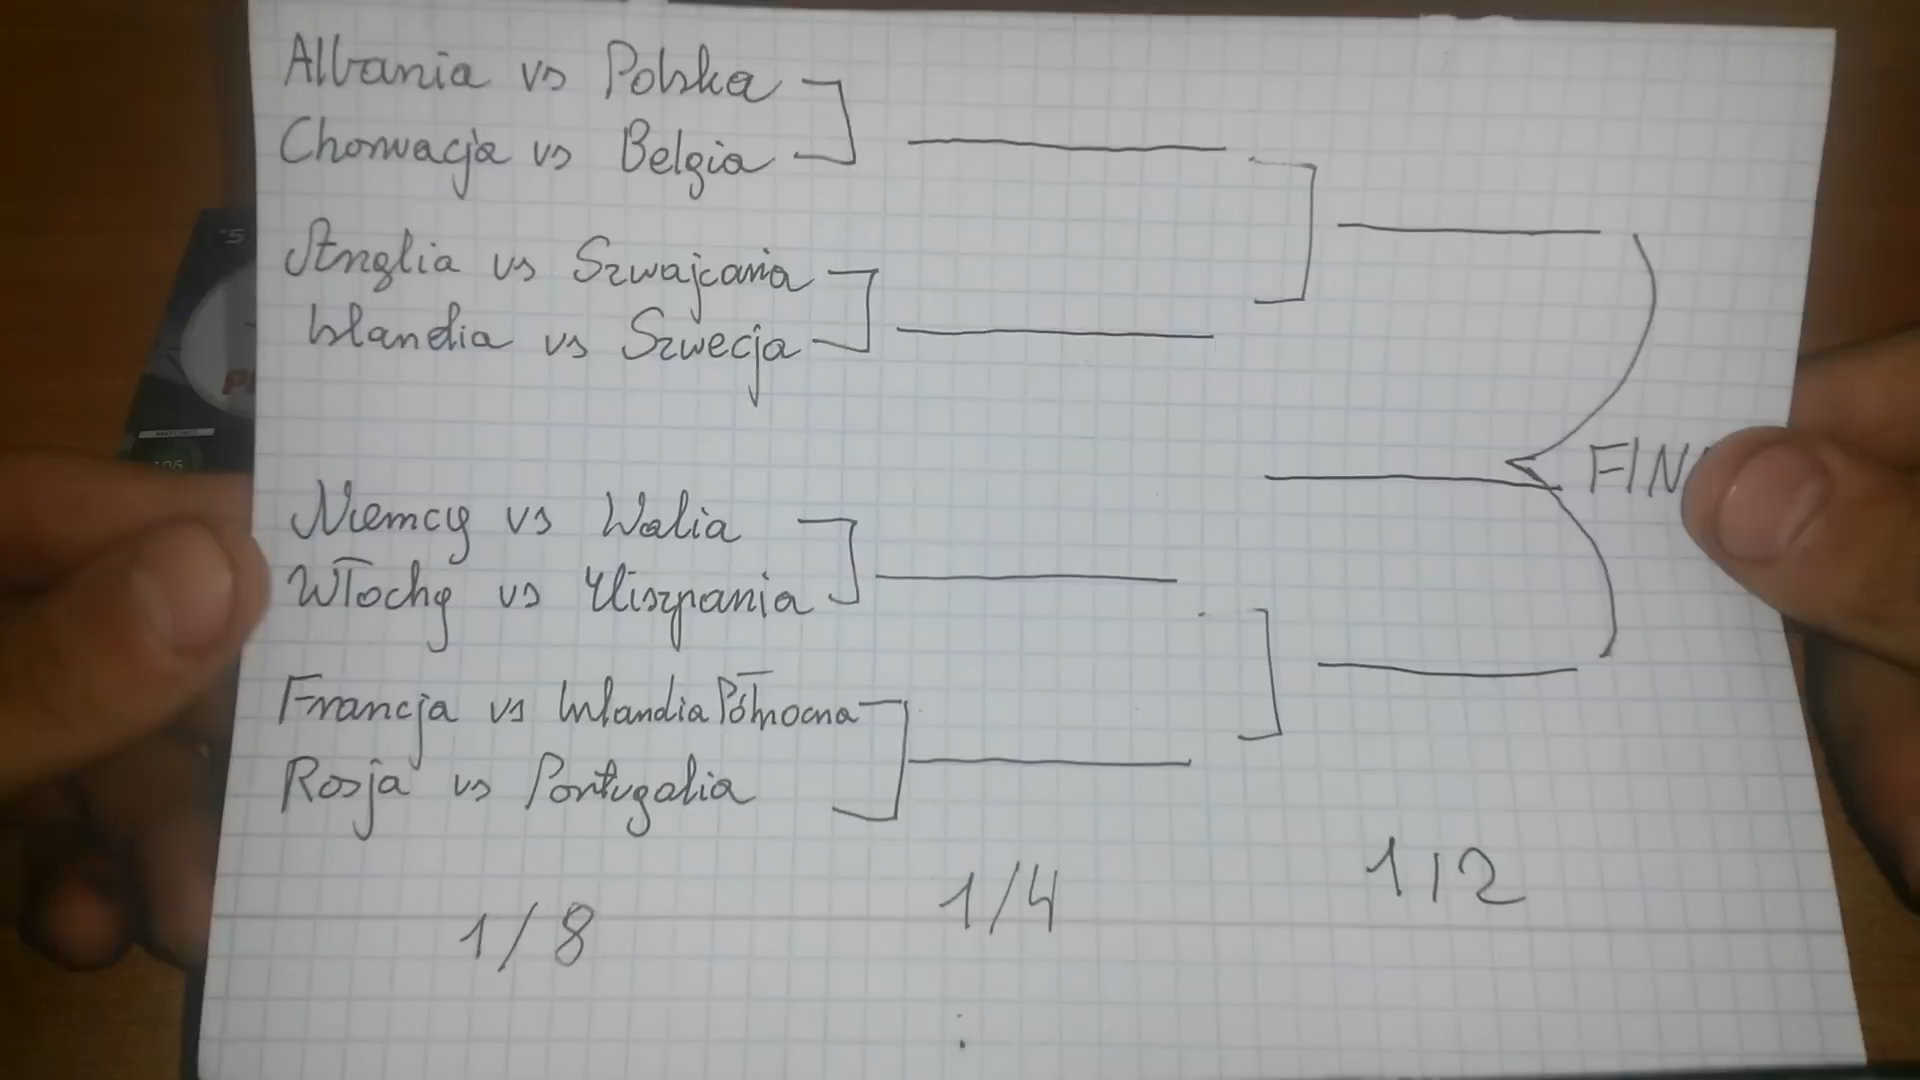 Albania vs Polska
Chorwacja vs Belgia
Anglia vs Szwajcaria
Islandia vs Szwecja
FIN
Niemcy vs Walia
Włochy vs Hiszpania
Francja vs Irlandia Północna
Rosja vs Portugalia
1/8
1/4
1/2